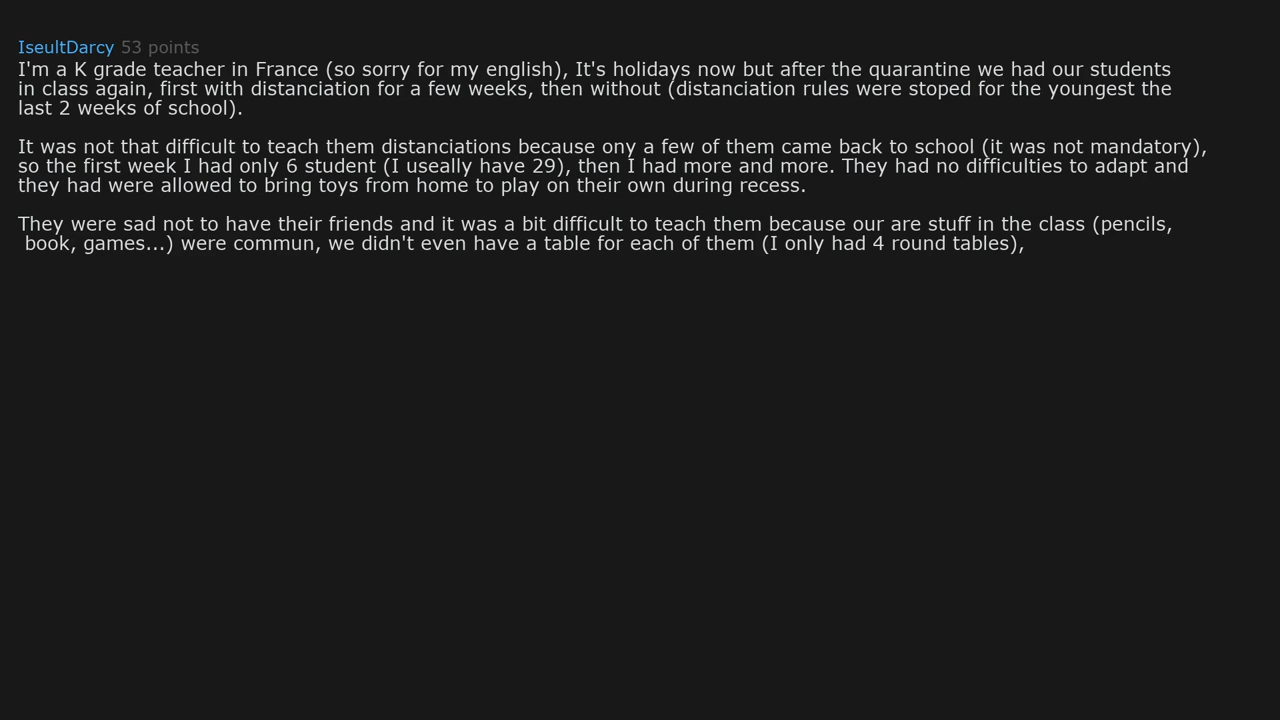 IseultDarcy 53 points
I'm a K grade teacher in France (so sorry for my english), It's holidays now but after the quarantine we had our students
in class again, first with distanciation for a few weeks, then without (distanciation rules were stoped for the youngest the
last 2 weeks of school).
It was not that difficult to teach them distanciations because ony a few of them came back to school (it was not mandatory),
so the first week I had only 6 student (I useally have 29), then I had more and more. They had no difficulties to adapt and
they had were allowed to bring toys from home to play on their own during recess.
They were sad not to have their friends and it was a bit difficult to teach them because our are stuff in the class (pencils,
book, games...) were commun, we didn't even have a table for each of them (I only had 4 round tables),